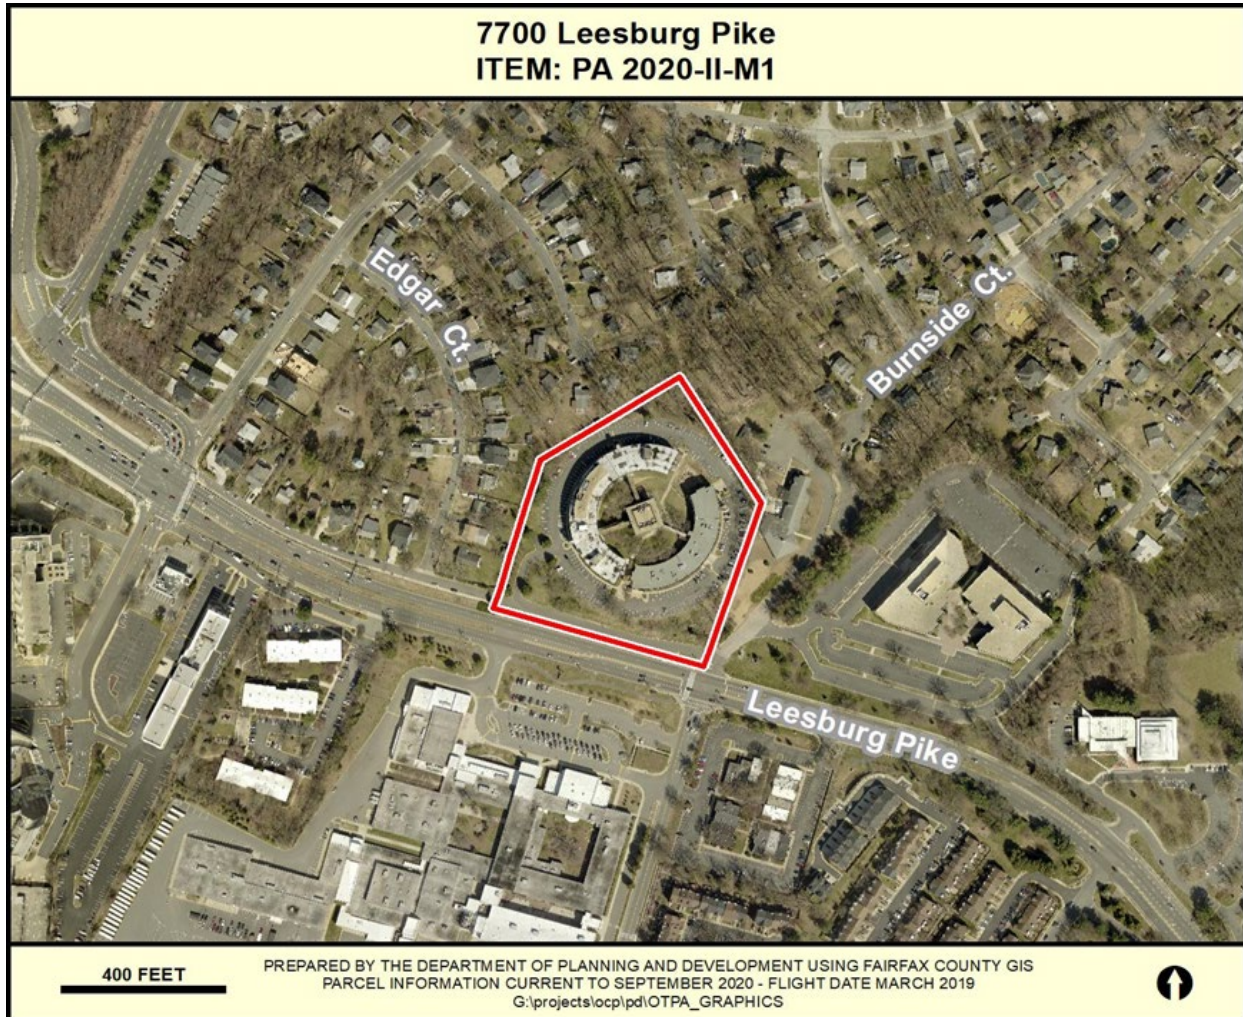 7700 Leesburg Pike
ITEM: PA 2020-II-M1
Edgar Ct.
Burnside Ct.
Leesburg Pike
400 FEET
PREPARED BY THE DEPARTMENT OF PLANNING AND DEVELOPMENT USING FAIRFAX COUNTY GIS
PARCEL INFORMATION CURRENT TO SEPTEMBER 2020 - FLIGHT DATE MARCH 2019
G:\projects\ocp\pd\OTPA_GRAPHICS